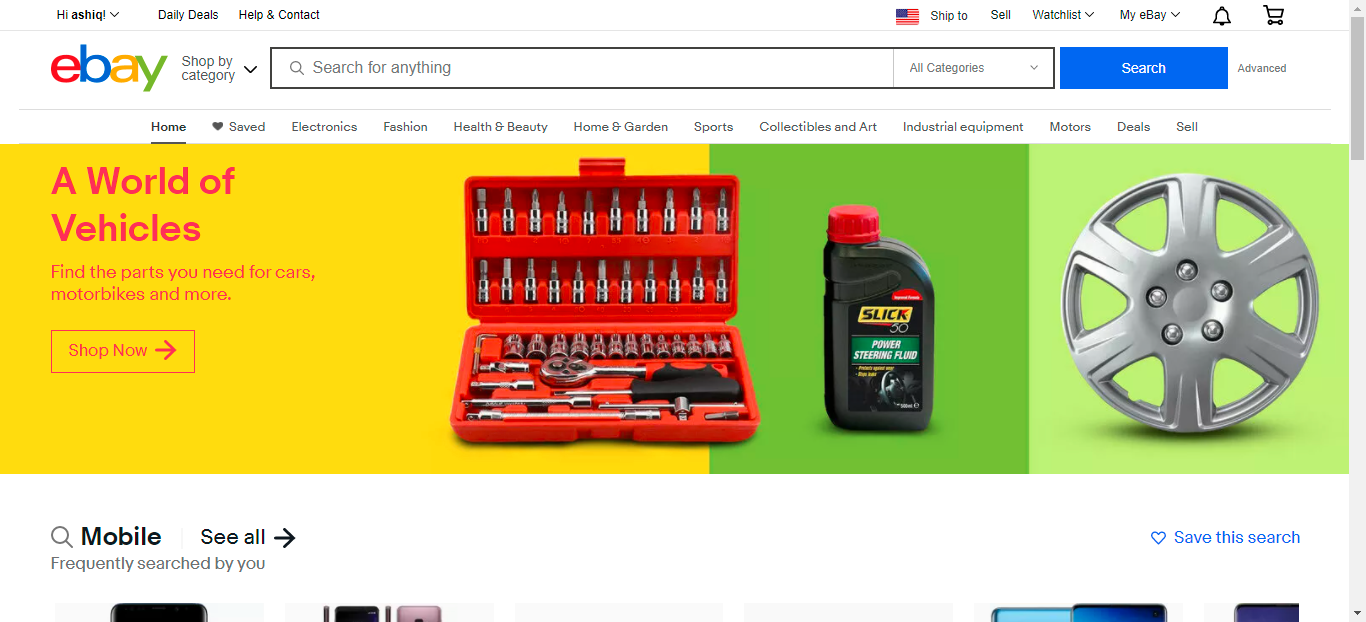 Hi ashiq!
Daily Deals
Help & Contact
Ship to
Sell
Watchlist
My eBay
ebay
Shop by
category
Search for anything
All Categories
Search
Advanced
Home
Saved
Electronics
Fashion
Health & Beauty
Home & Garden
Sports
Collectibles and Art
Industrial equipment
Motors
Deals
Sell
A World of
Vehicles
Find the parts you need for cars,
motorbikes and more.
Shop Now
SLICK
50
POWER
STEERING FLUID
500ml
Mobile
See all
Save this search
Frequently searched by you